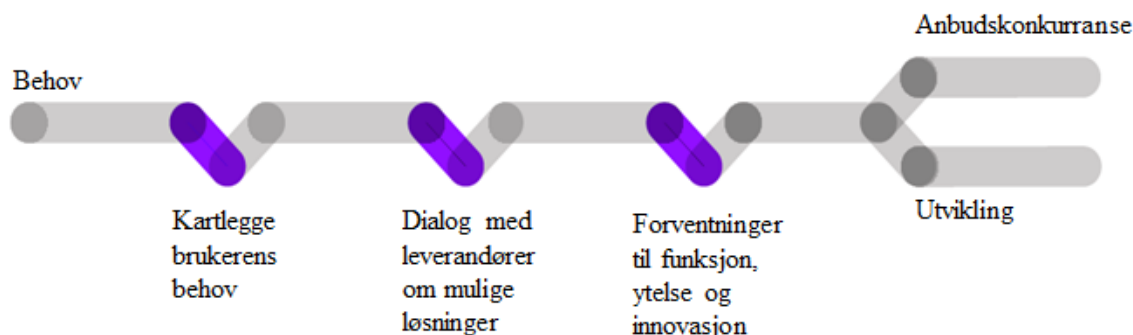 Anbudskonkurranse
Behov
Kartlegge
brukerens
behov
Dialog med
leverandører
om mulige
løsninger
Forventninger
til funksjon,
ytelse og
innovasjon
Utvikling